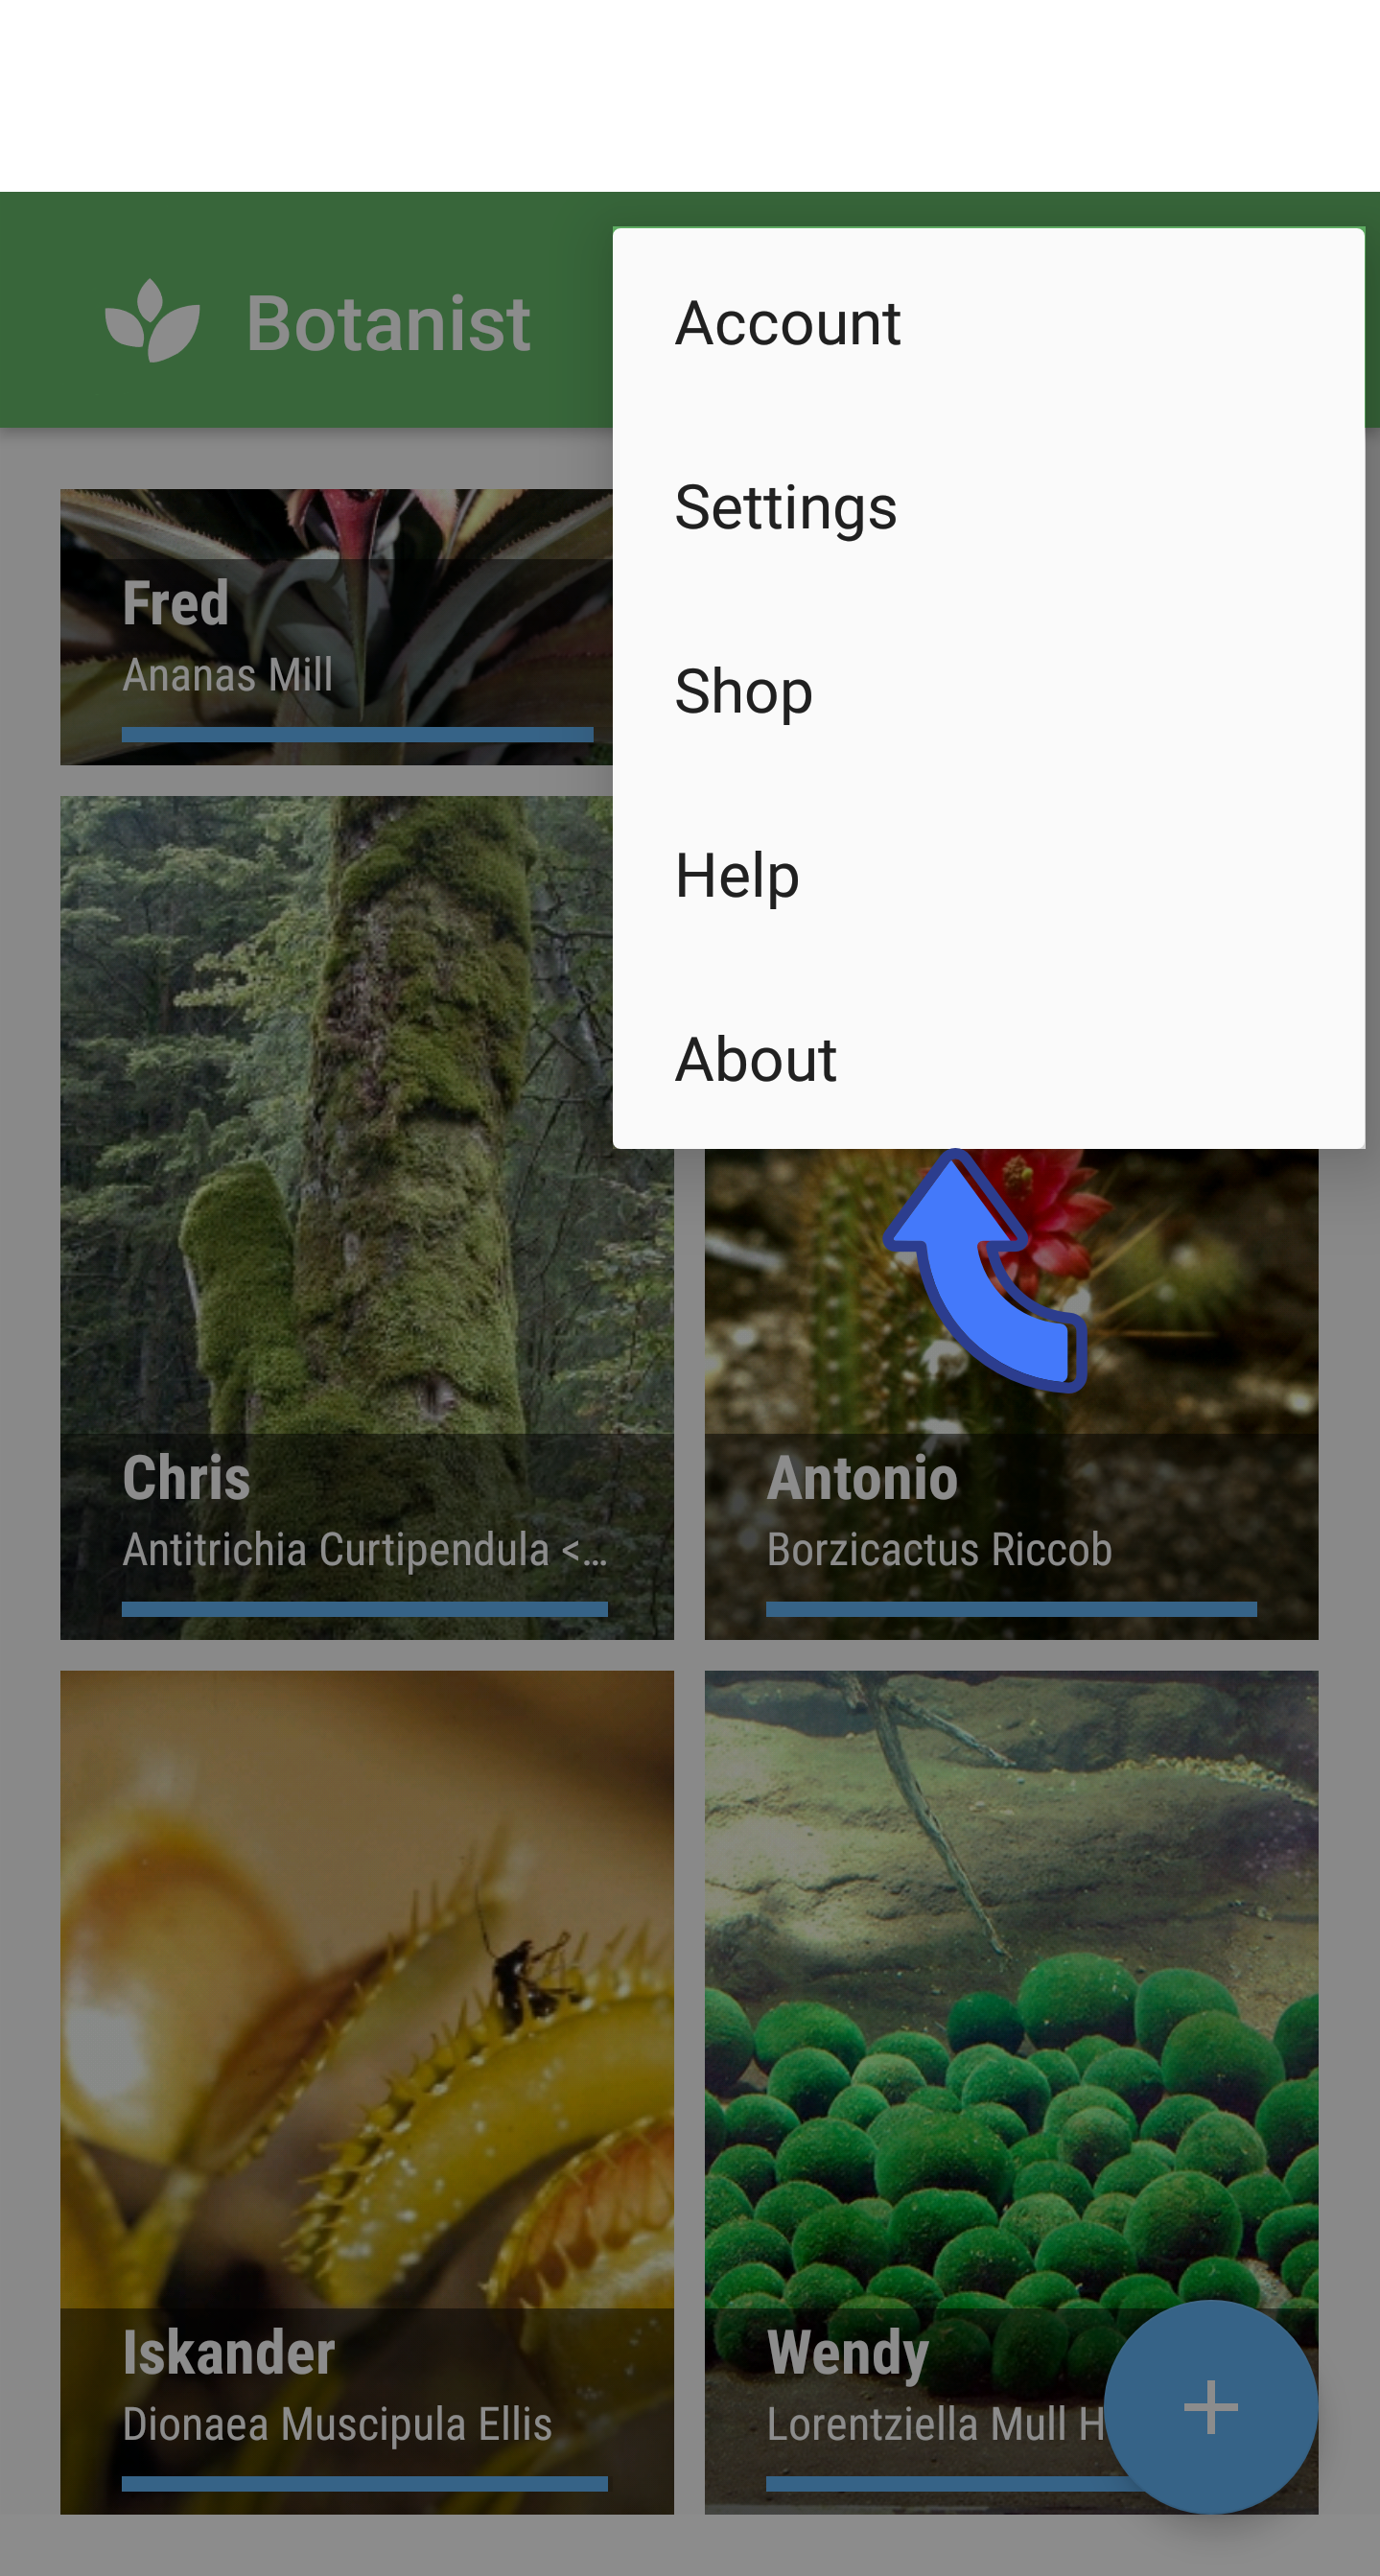 Botanist
Account
Settings
Shop
Help
About
Fred
Ananas Mill
Chris
Antitrichia Curtipendula <...
Antonio
Borzicactus Riccob
Iskander
Dionaea Muscipula Ellis
Wendy
Lorentziella Mull H